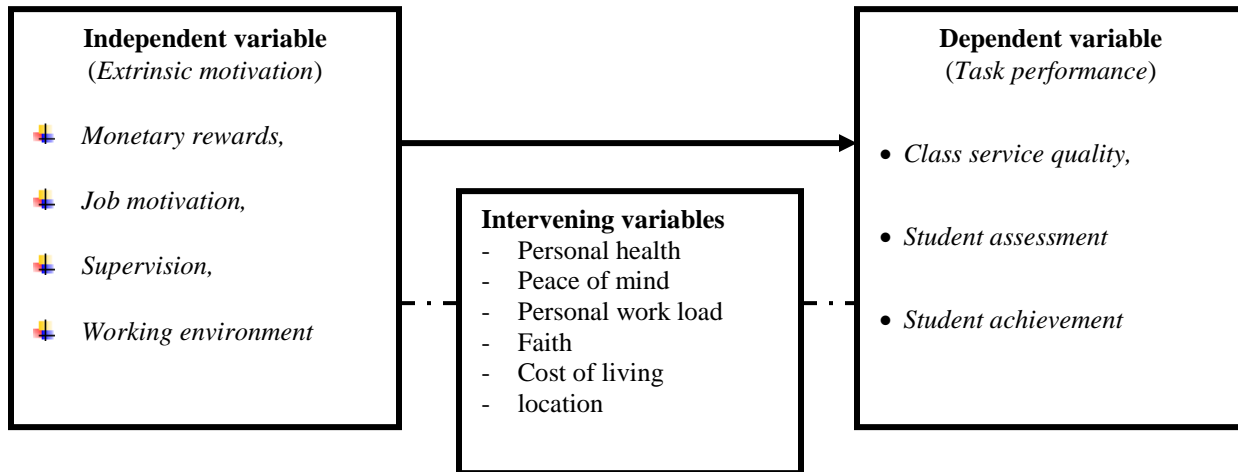 Independent variable
(Extrinsic motivation)
Monetary rewards,
Job motivation,
Supervision,
Working environment
Intervening variables
- Personal health
- Peace of mind
- Personal work load
- Faith
- Cost of living
- location
Dependent variable
(Task performance)
• Class service quality,
• Student assessment
• Student achievement